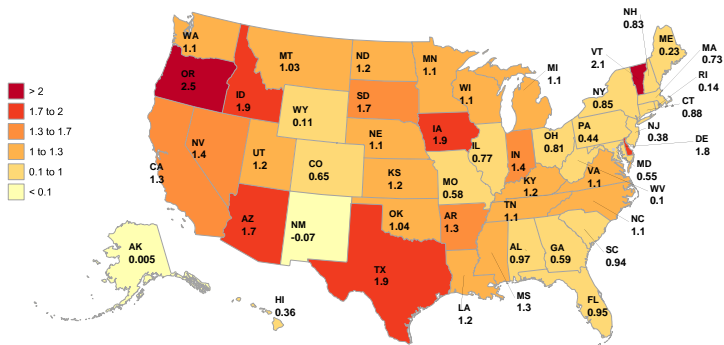 NH
0.83
WA
1.1
ME
0.23
MA
0.73
VT
2.1
RI
0.14
MT
1.03
ND
1.2
MN
1.1
OR
2.5
MI
1.1
NY
0.85
CT
0.88
ID
1.9
SD
1.7
WI
1.1
> 2
1.7 to 2
1.3 to 1.7
1 to 1.3
0.1 to 1
< 0.1
WY
0.11
NJ
0.38
PA
0.44
IA
1.9
NE
1.1
OH
0.81
DE
1.8
NV
1.4
IL
0.77
IN
1.4
UT
1.2
CO
0.65
MD
0.55
CA
1.3
KS
1.2
MO
0.58
KY
1.2
VA
1.1
WV
0.1
TN
1.1
NC
1.1
AZ
1.7
NM
-0.07
OK
1.04
AR
1.3
SC
0.94
AK
0.005
AL
0.97
GA
0.59
TX
1.9
MS
1.3
HI
0.36
LA
1.2
FL
0.95